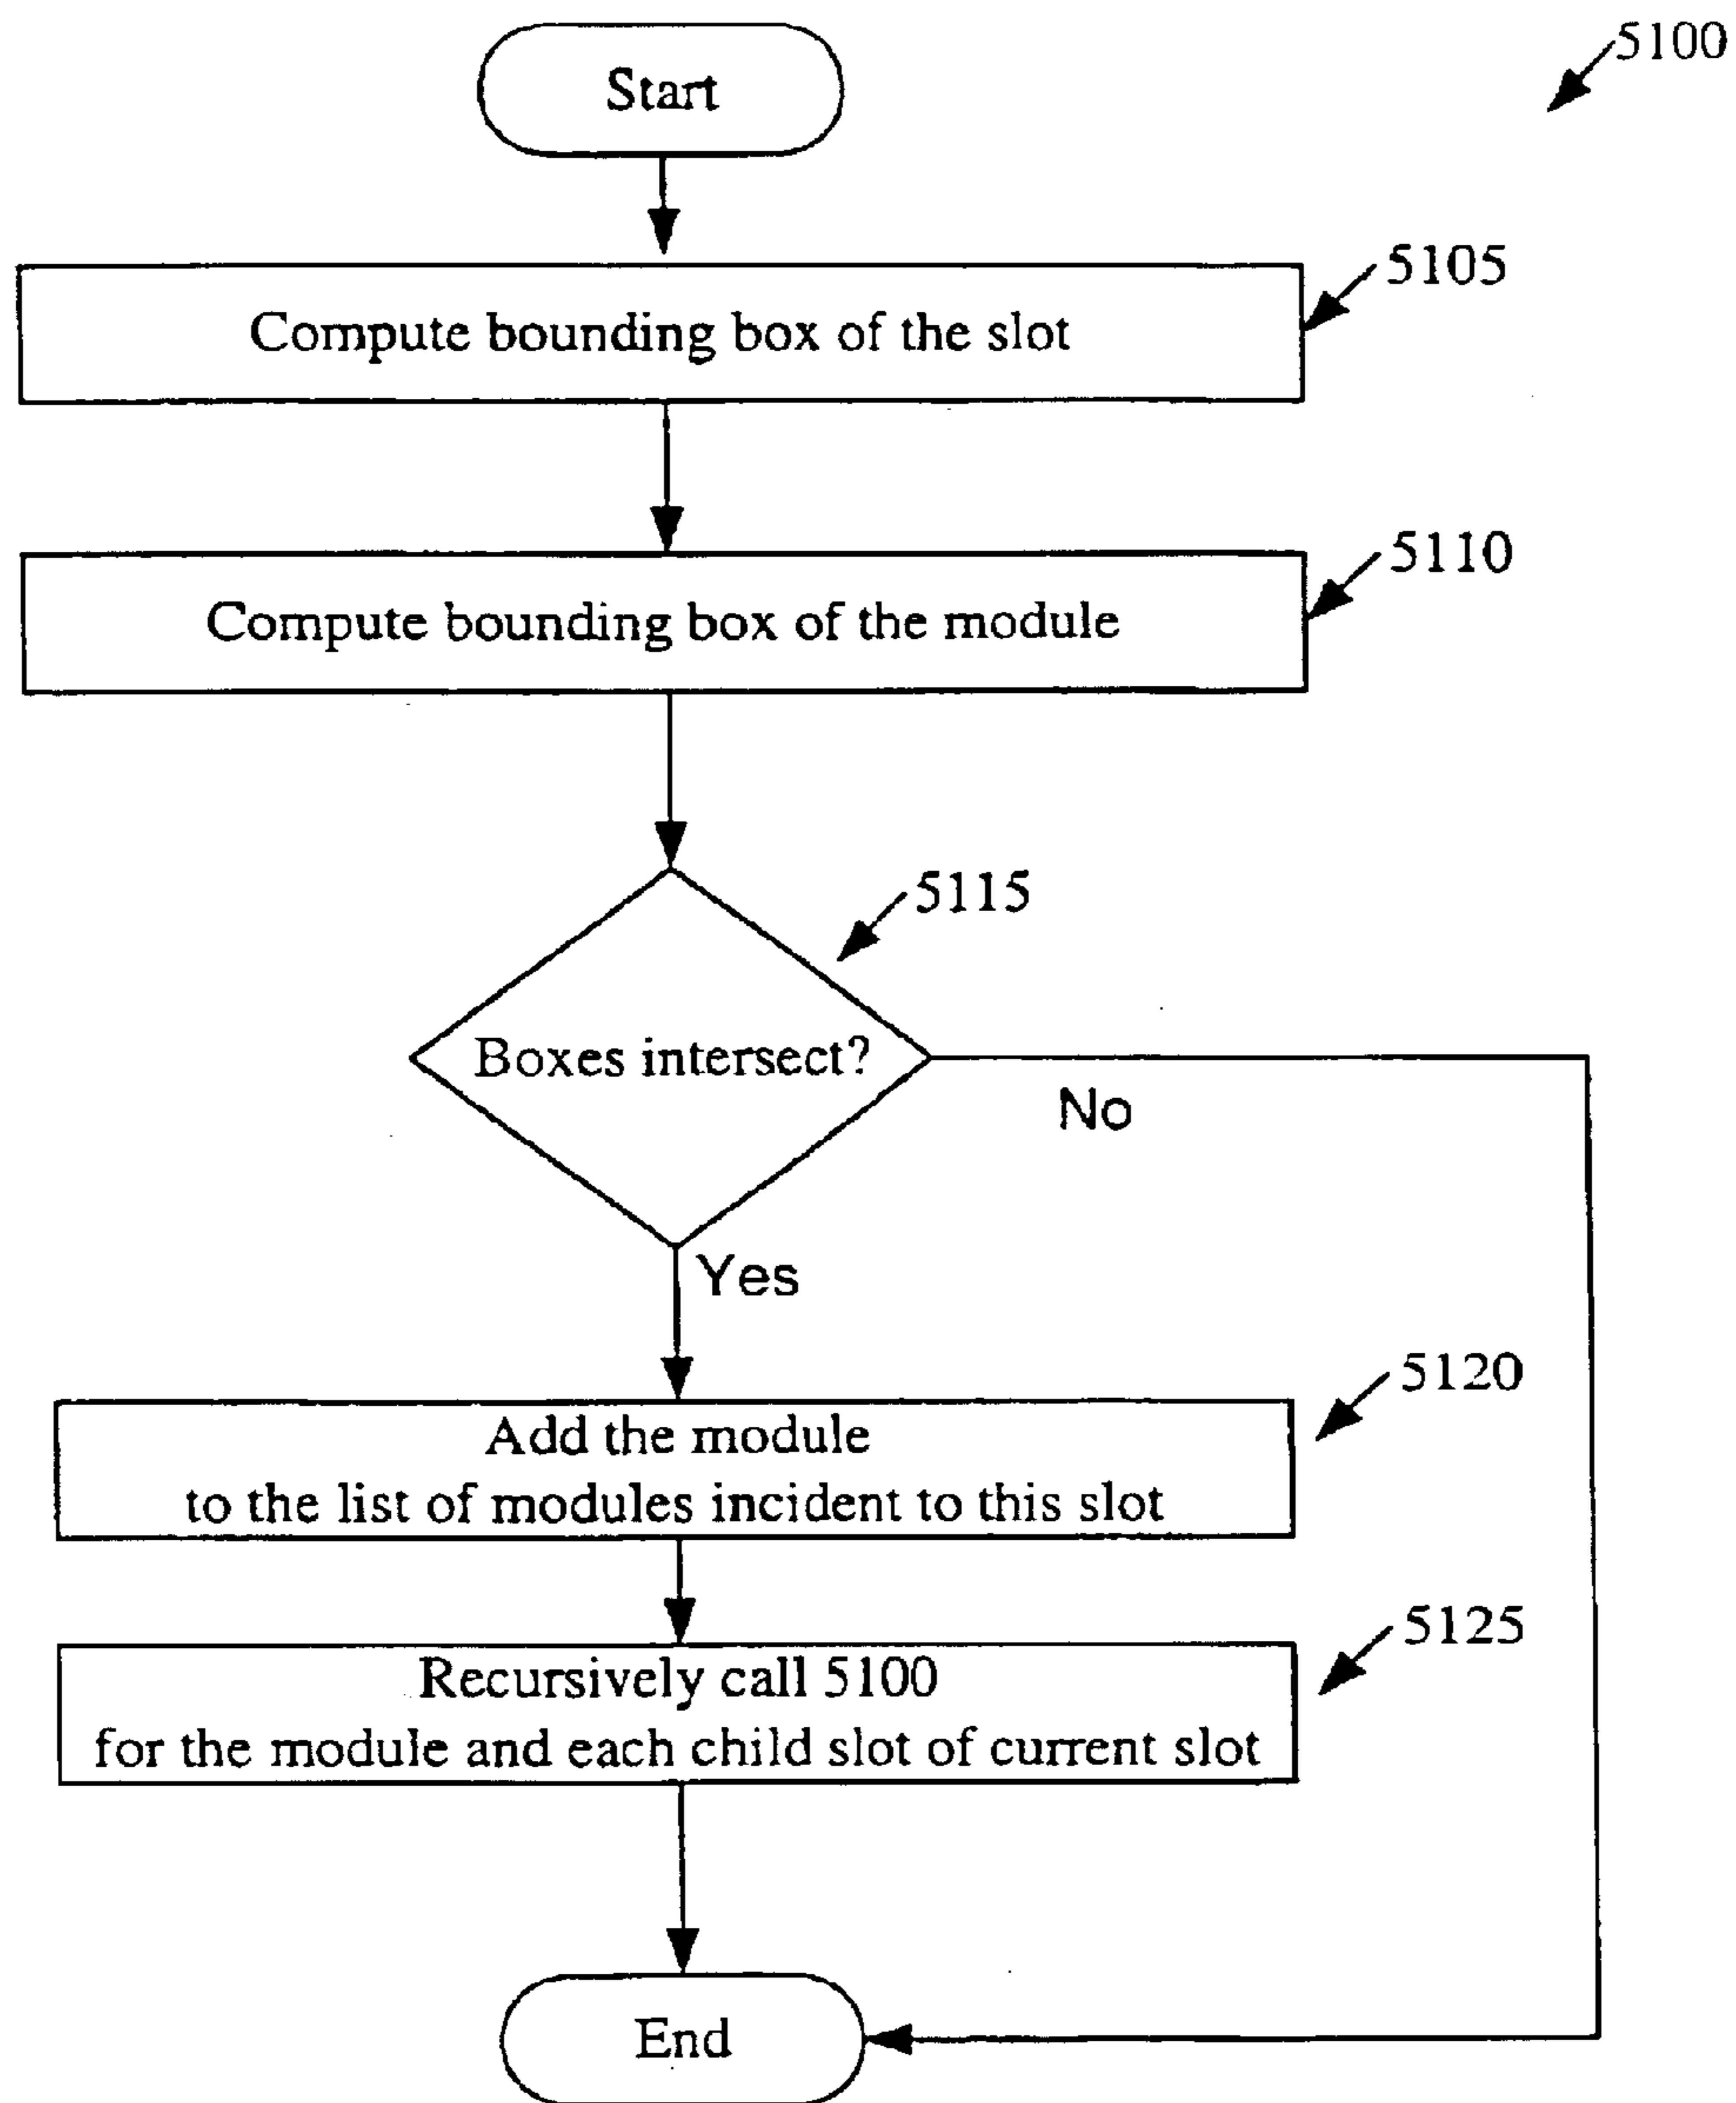 5100
Start
5105
Compute bounding box of the slot
5110
Compute bounding box of the module
5115
Boxes intersect?
No
Yes
5120
Add the module
to the list of modules incident to this slot
5125
Recursively call 5100
for the module and each child slot of current slot
End